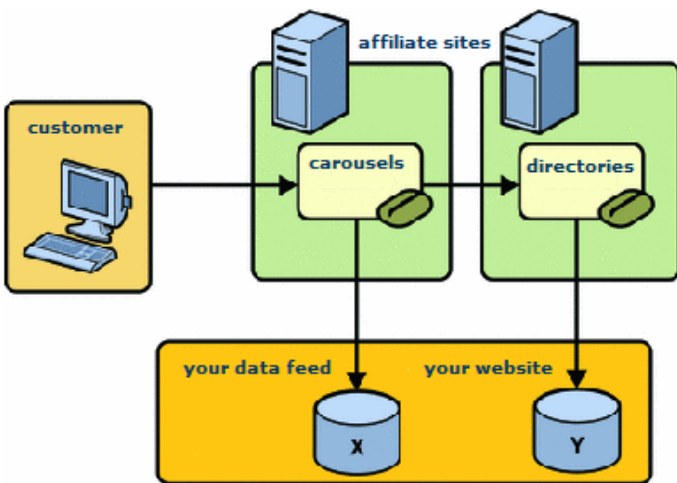 affiliate sites
customer
carousels
directories
your data feed
your website
X
Y